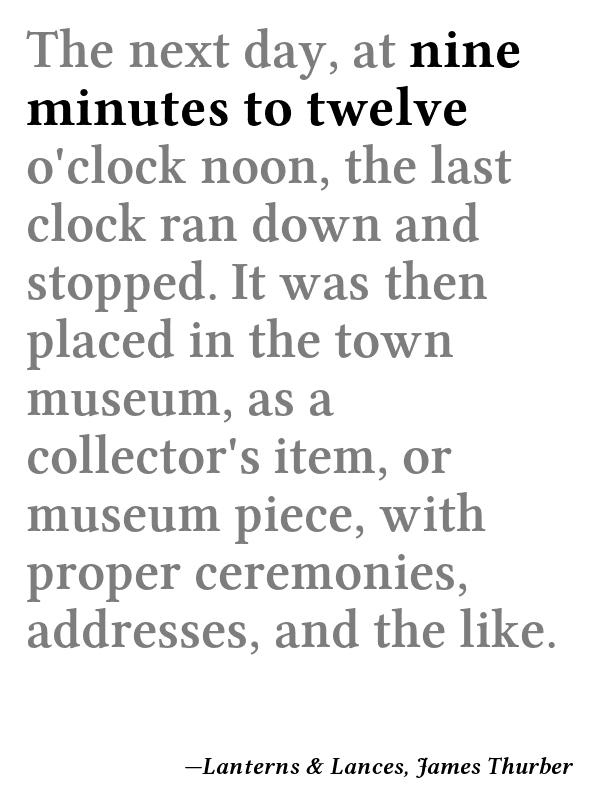 The next day, at nine
minutes to twelve
o'clock noon, the last
clock ran down and
stopped. It was then
placed in the town
museum, as a
collector's item, or
museum piece, with
proper ceremonies,
addresses, and the like.
—Lanterns & Lances, James Thurber